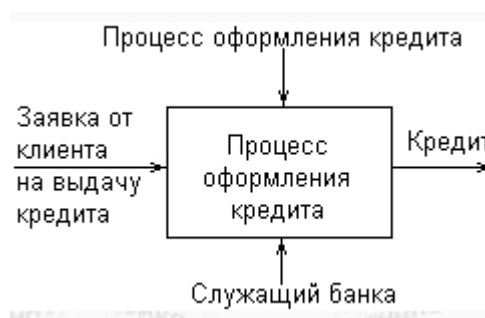 Процесс оформления кредита
Заявка от
клиента
на выдачу
кредита
Процесс
оформления
кредита
Кредит
Служащий банка